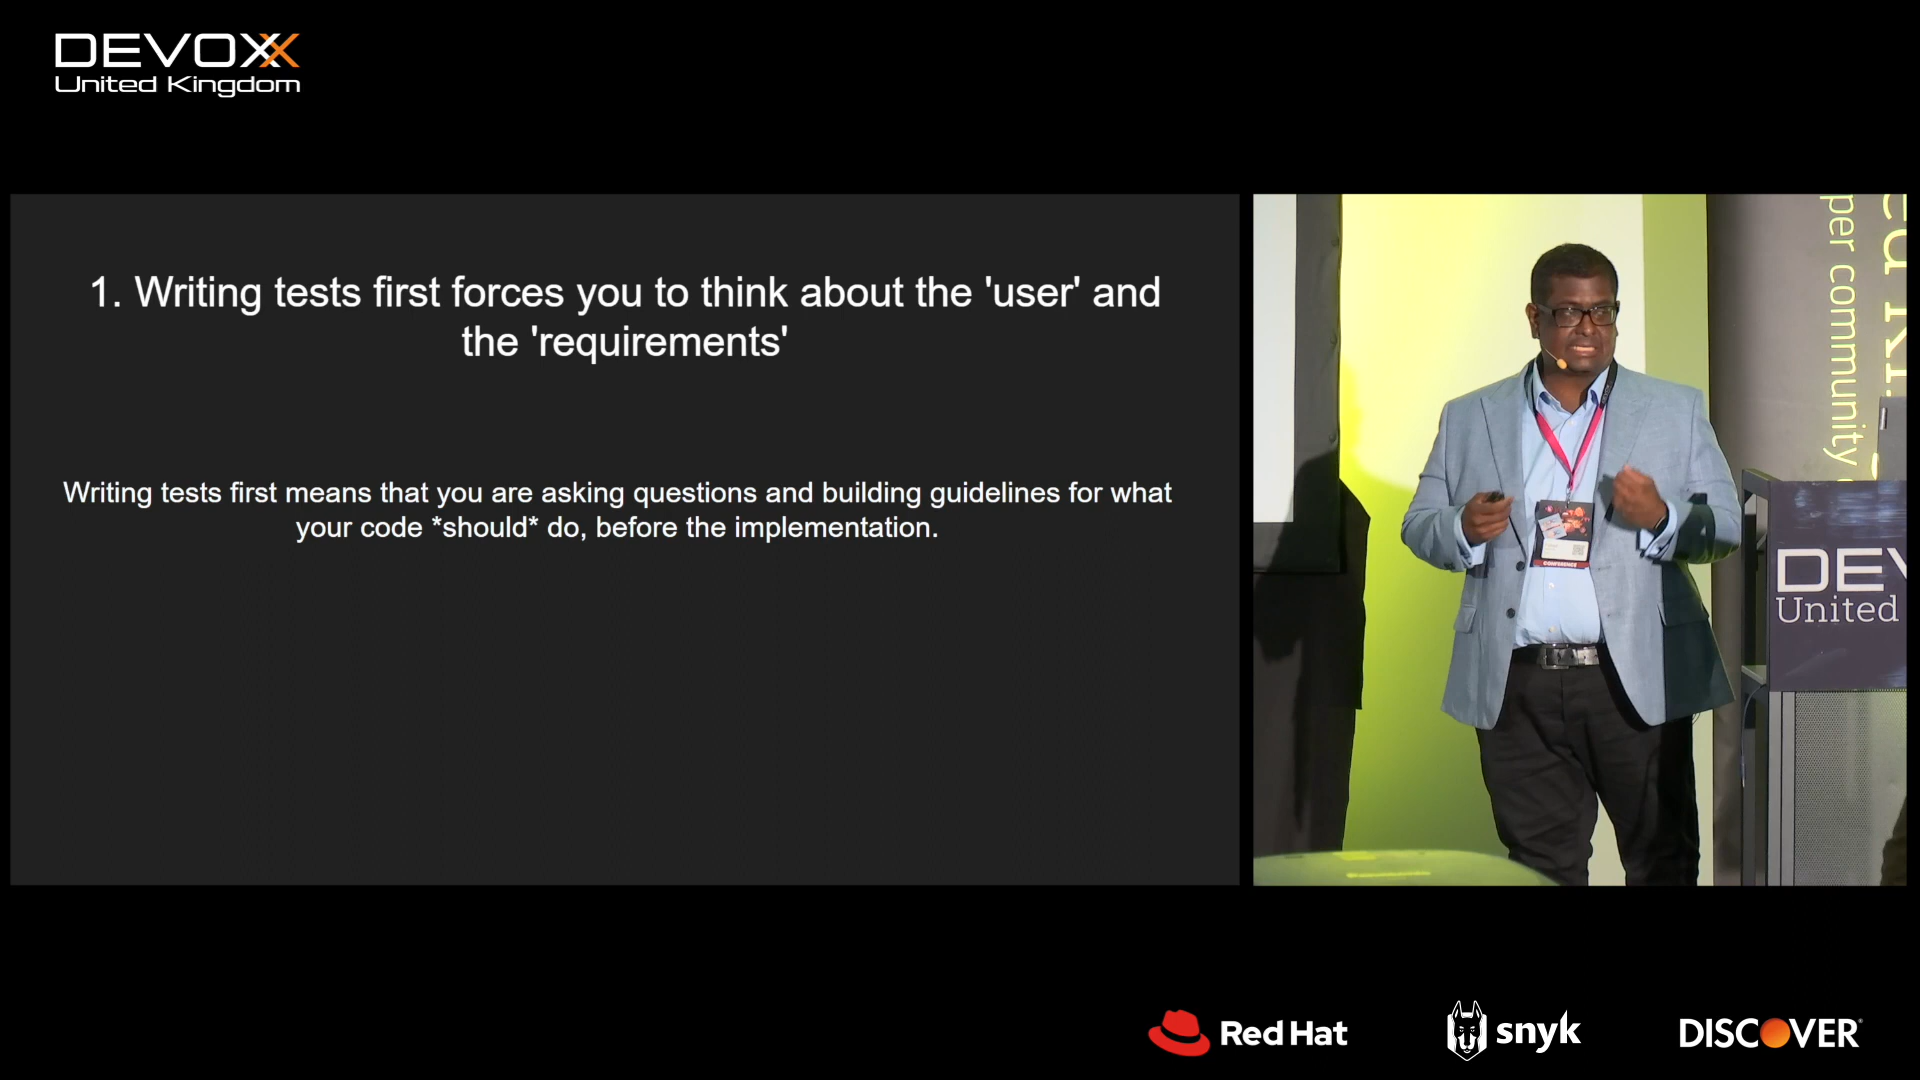 DEVOXX
United Kingdom
1. Writing tests first forces you to think about the 'user' and
the 'requirements'
Writing tests first means that you are asking questions and building guidelines for what
your code *should* do, before the implementation.
per community
CONFERENCE
DEV
United
Red Hat
snyk
DISCOVER